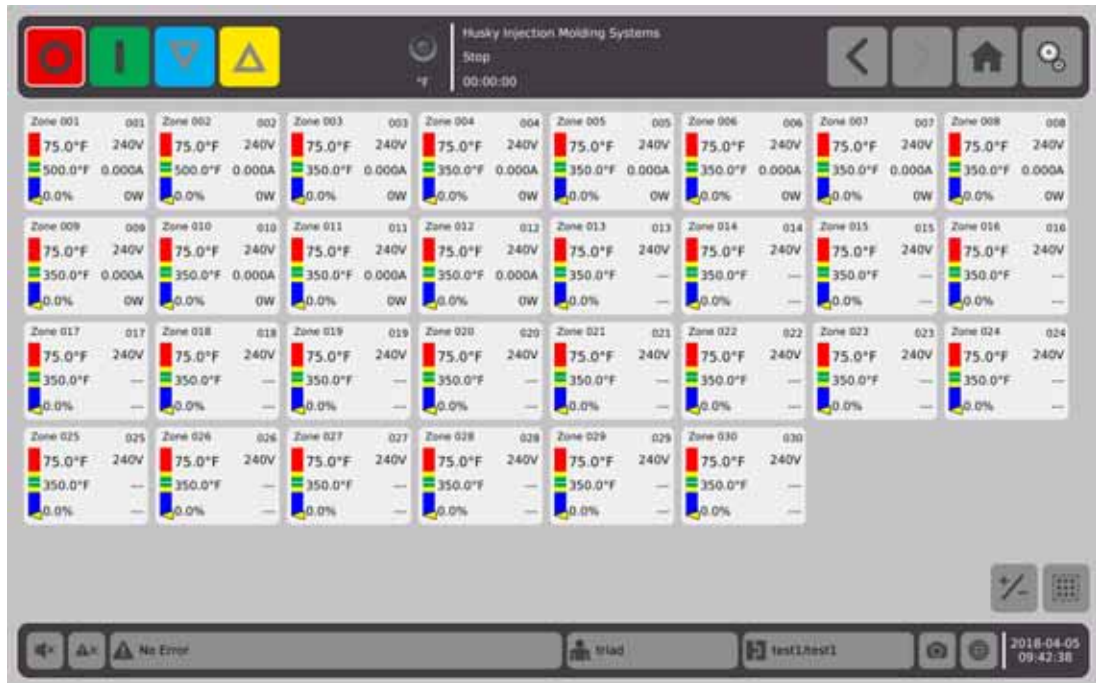 Husky Injection Molding Systems
Stop
°F 00:00:00
Zone 001 001 Zone 002 002 Zone 003 003 Zone 004 004 Zone 005 005 Zone 006 006 Zone 007 007 Zone 008 008
75.0°F 240V 75.0°F 240V 75.0°F 240V 75.0°F 240V 75.0°F 240V 75.0°F 240V 75.0°F 240V 75.0°F 240V
500.0°F 0.000A 500.0°F 0.000A 350.0°F 0.000A 350.0°F 0.000A 350.0°F 0.000A 350.0°F 0.000A 350.0°F 0.000A 350.0°F 0.000A
0.0% 0W 0.0% 0W 0.0% 0W 0.0% 0W 0.0% 0W 0.0% 0W 0.0% 0W 0.0% 0W
Zone 009 009 Zone 010 010 Zone 011 011 Zone 012 012 Zone 013 013 Zone 014 014 Zone 015 015 Zone 016 016
75.0°F 240V 75.0°F 240V 75.0°F 240V 75.0°F 240V 75.0°F 240V 75.0°F 240V 75.0°F 240V 75.0°F 240V
350.0°F 0.000A 350.0°F 0.000A 350.0°F 0.000A 350.0°F 0.000A 350.0°F --- 350.0°F --- 350.0°F --- 350.0°F ---
0.0% 0W 0.0% 0W 0.0% 0W 0.0% 0W 0.0% --- 0.0% --- 0.0% --- 0.0% ---
Zone 017 017 Zone 018 018 Zone 019 019 Zone 020 020 Zone 021 021 Zone 022 022 Zone 023 023 Zone 024 024
75.0°F 240V 75.0°F 240V 75.0°F 240V 75.0°F 240V 75.0°F 240V 75.0°F 240V 75.0°F 240V 75.0°F 240V
350.0°F --- 350.0°F --- 350.0°F --- 350.0°F --- 350.0°F --- 350.0°F --- 350.0°F --- 350.0°F ---
0.0% --- 0.0% --- 0.0% --- 0.0% --- 0.0% --- 0.0% --- 0.0% --- 0.0% ---
Zone 025 025 Zone 026 026 Zone 027 027 Zone 028 028 Zone 029 029 Zone 030 030
75.0°F 240V 75.0°F 240V 75.0°F 240V 75.0°F 240V 75.0°F 240V 75.0°F 240V
350.0°F --- 350.0°F --- 350.0°F --- 350.0°F --- 350.0°F --- 350.0°F ---
0.0% --- 0.0% --- 0.0% --- 0.0% --- 0.0% --- 0.0% ---
+/-
No Error triad test1/test1 2018-04-05
09:42:38